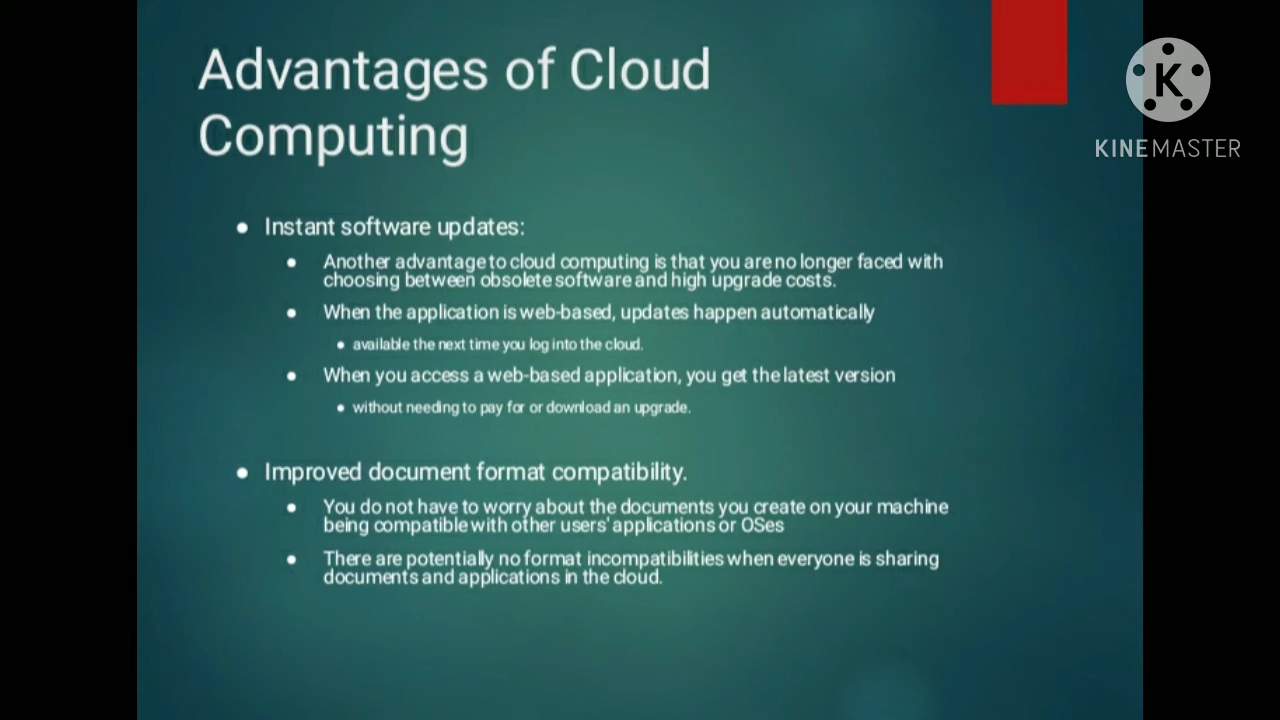 Advantages of Cloud
Computing
K
KINEMASTER
• Instant software updates:
• Another advantage to cloud computing is that you are no longer faced with
choosing between obsolete software and high upgrade costs.
• When the application is web-based, updates happen automatically
• available the next time you log into the cloud.
• When you access a web-based application, you get the latest version
• without needing to pay for or download an upgrade.
• Improved document format compatibility.
• You do not have to worry about the documents you create on your machine
being compatible with other users' applications or OSes
• There are potentially no format incompatibilities when everyone is sharing
documents and applications in the cloud.